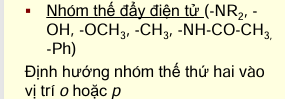 ▪ Nhóm thế đẩy điện tử (-NR2, -
OH, -OCH3, -CH3, -NH-CO-CH3,
-Ph)
Định hướng nhóm thế thứ hai vào
vị trí o hoặc p